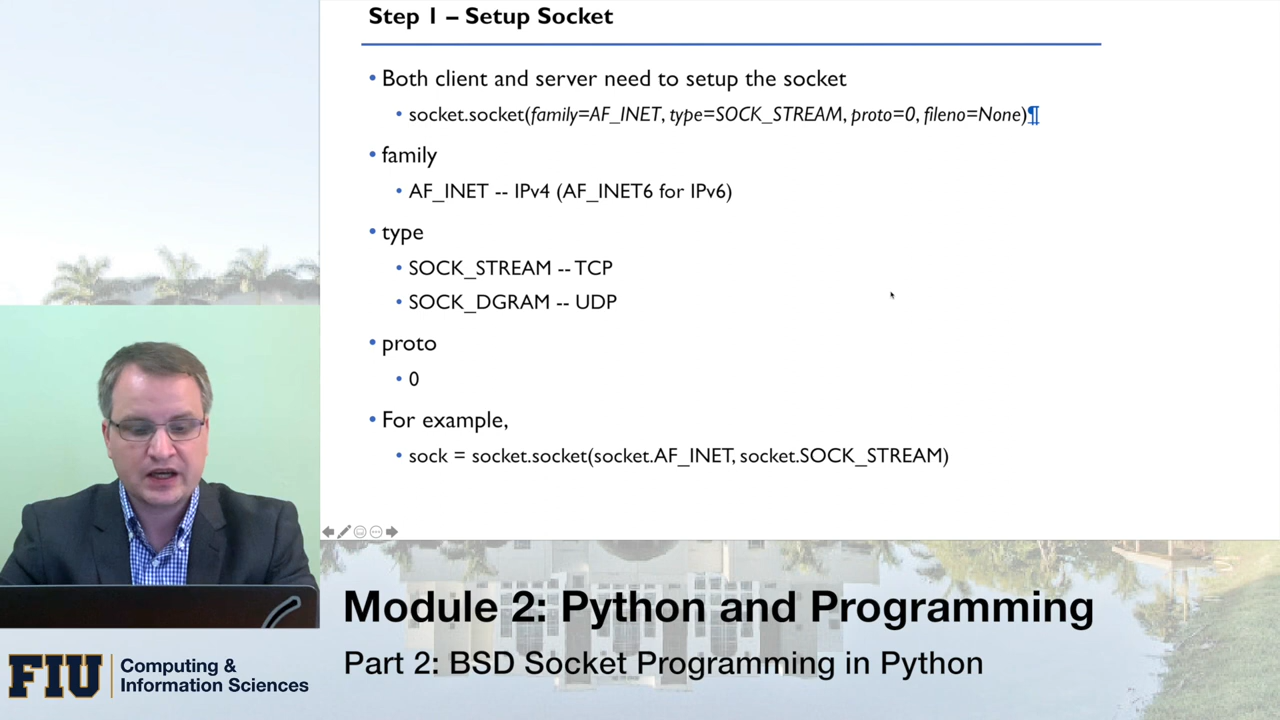 Step 1 – Setup Socket
• Both client and server need to setup the socket
• socket.socket(family=AF_INET, type=SOCK_STREAM, proto=0, fileno=None)¶
• family
• AF_INET -- IPv4 (AF_INET6 for IPv6)
• type
• SOCK_STREAM -- TCP
• SOCK_DGRAM -- UDP
• proto
• 0
• For example,
• sock = socket.socket(socket.AF_INET, socket.SOCK_STREAM)
Module 2: Python and Programming
Part 2: BSD Socket Programming in Python
FIU
Computing &
Information Sciences